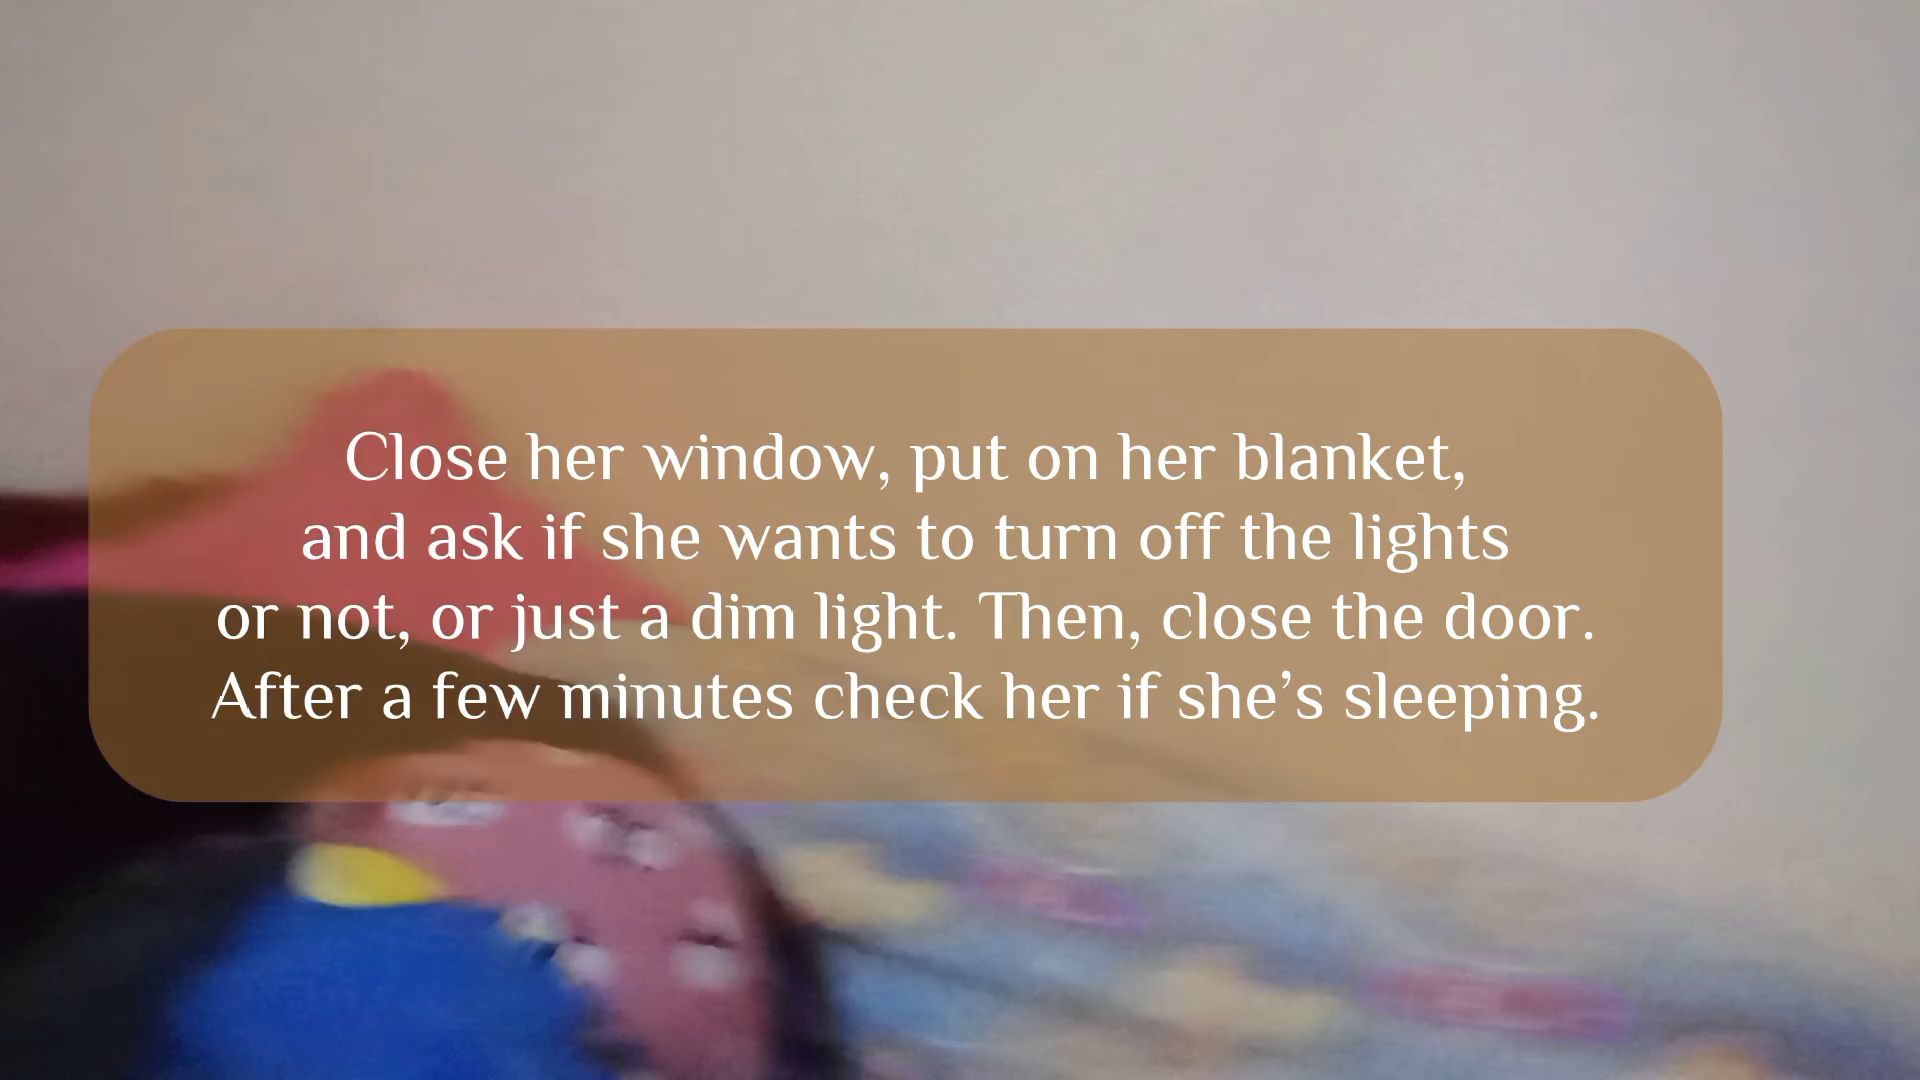 Close her window, put on her blanket,
and ask if she wants to turn off the lights
or not, or just a dim light. Then, close the door.
After a few minutes check her if she’s sleeping.